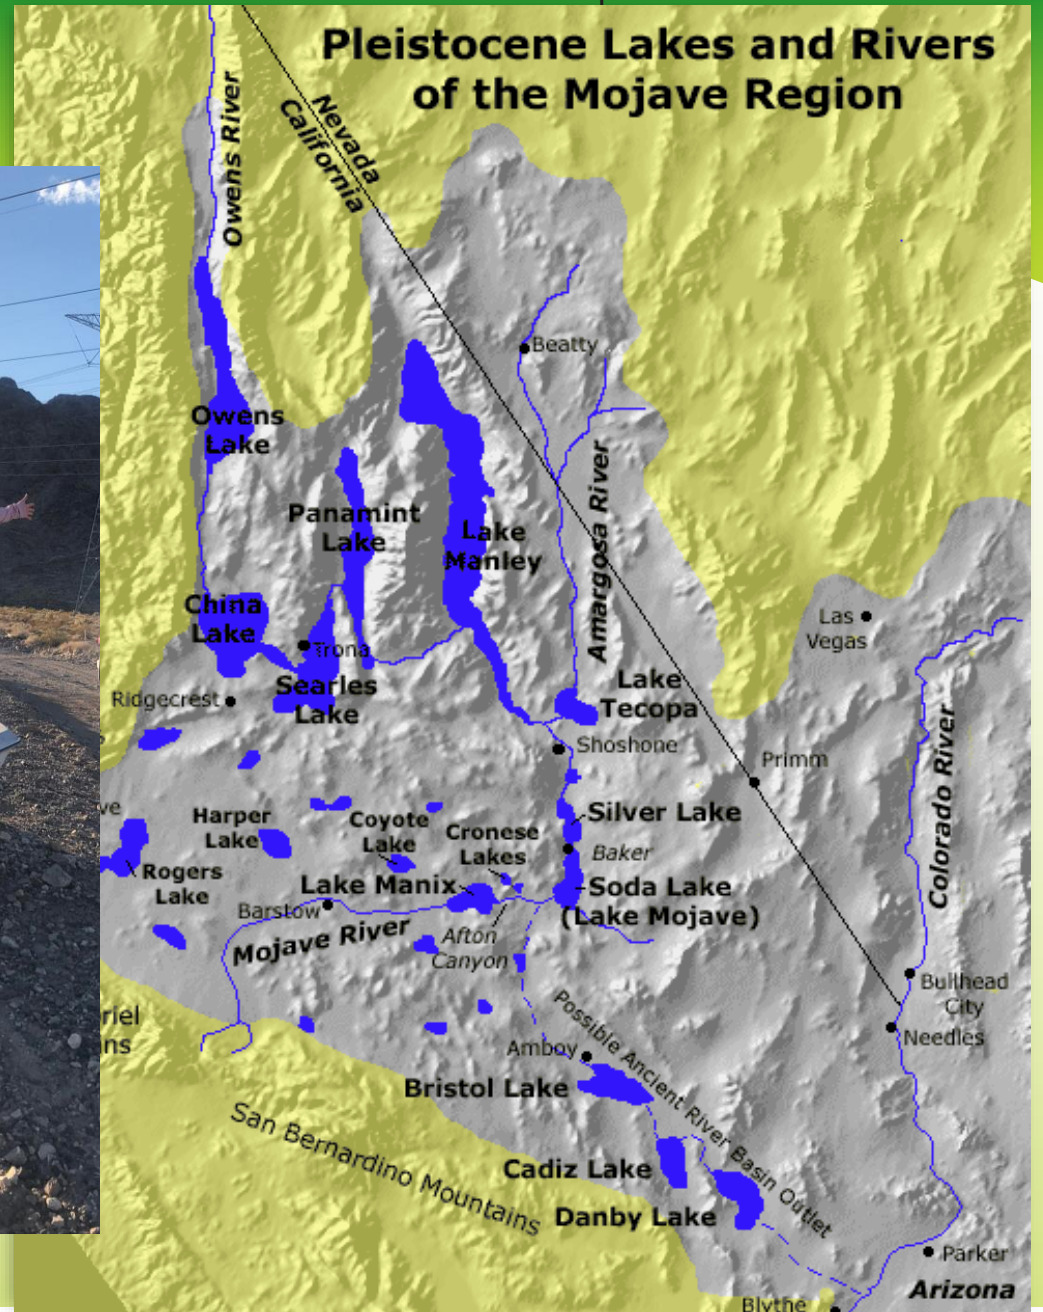 Pleistocene Lakes and Rivers
of the Mojave Region
Owens River
Nevada
California
Beatty
Owens
Lake
Amargosa River
Panamint
Lake
Lake
Manley
China
Lake
Trona
Las
Vegas
Searles
Lake
Lake
Tecopa
Ridgecrest
Shoshone
Colorado River
Primm
Harper
Lake
Coyote
Lake
Cronese
Lakes
Silver Lake
Baker
Rogers
Lake
Lake Manix
Soda Lake
(Lake Mojave)
Barstow
Mojave River
Afton
Canyon
Bullhead
City
Needles
Possible Ancient River Basin Outlet
Amboy
Bristol Lake
San Bernardino Mountains
Cadiz Lake
Danby Lake
Parker
Arizona
Blythe